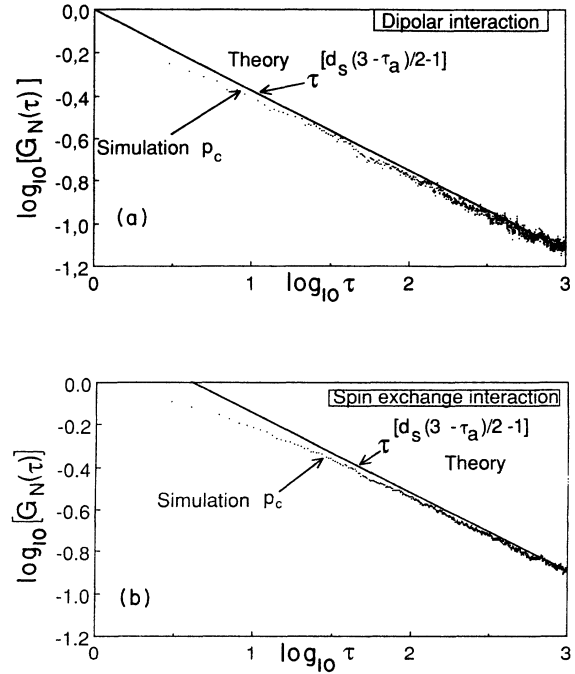 Dipolar interaction
0,0
-0,2
-0,4
-0,6
-0,8
-1,0
-1,2
log10[GN(τ)]
Theory
τ[ds(3-τa)/2-1]
Simulation pc
(a)
0 1 2 3
log10 τ
Spin exchange interaction
0.0
-0.2
-0.4
-0.6
-0.8
-1.0
-1.2
log10[GN(τ)]
τ[ds(3 - τa)/2 -1]
Theory
Simulation pc
(b)
0 1 2 3
log10 τ